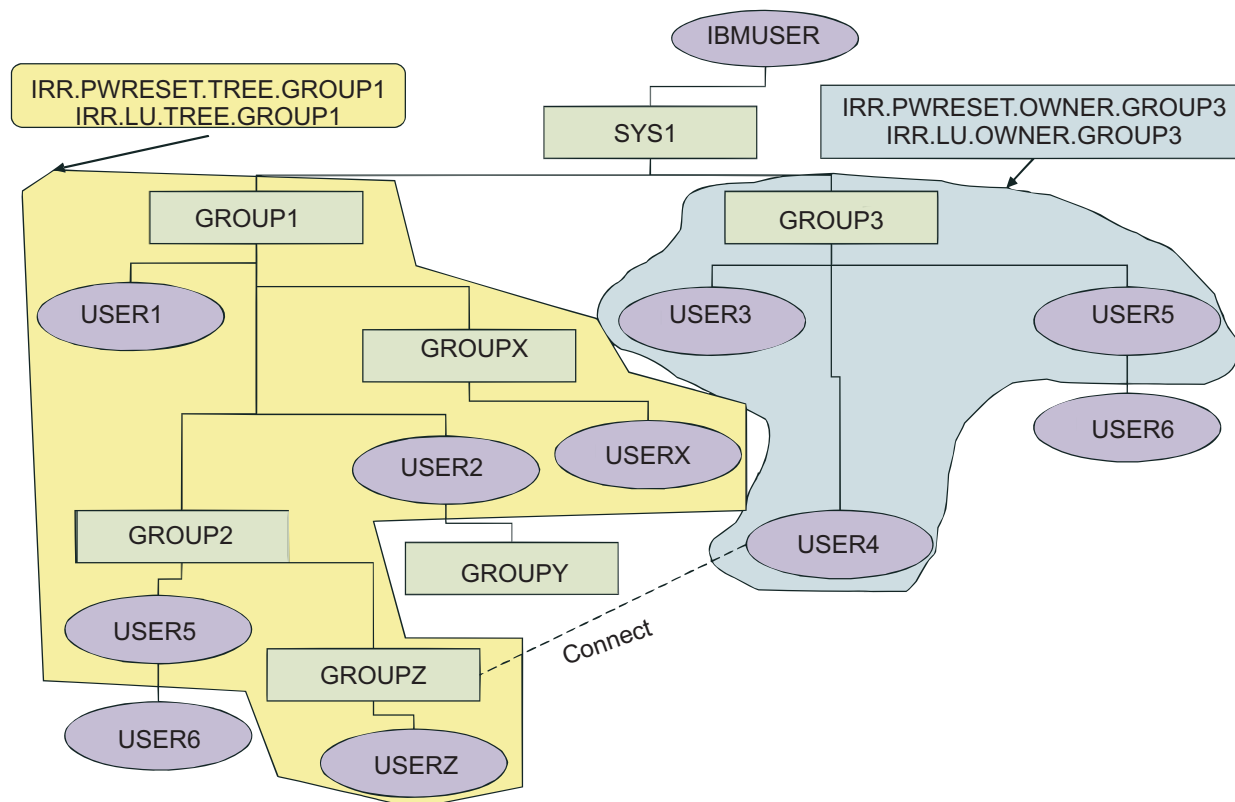 IBMUSER
IRR.PWRESET.TREE.GROUP1
IRR.LU.TREE.GROUP1
IRR.PWRESET.OWNER.GROUP3
IRR.LU.OWNER.GROUP3
SYS1
GROUP1
GROUP3
USER1
USER3
USER5
GROUPX
USER6
USER2
USERX
GROUP2
USER4
GROUPY
USER5
Connect
GROUPZ
USER6
USERZ